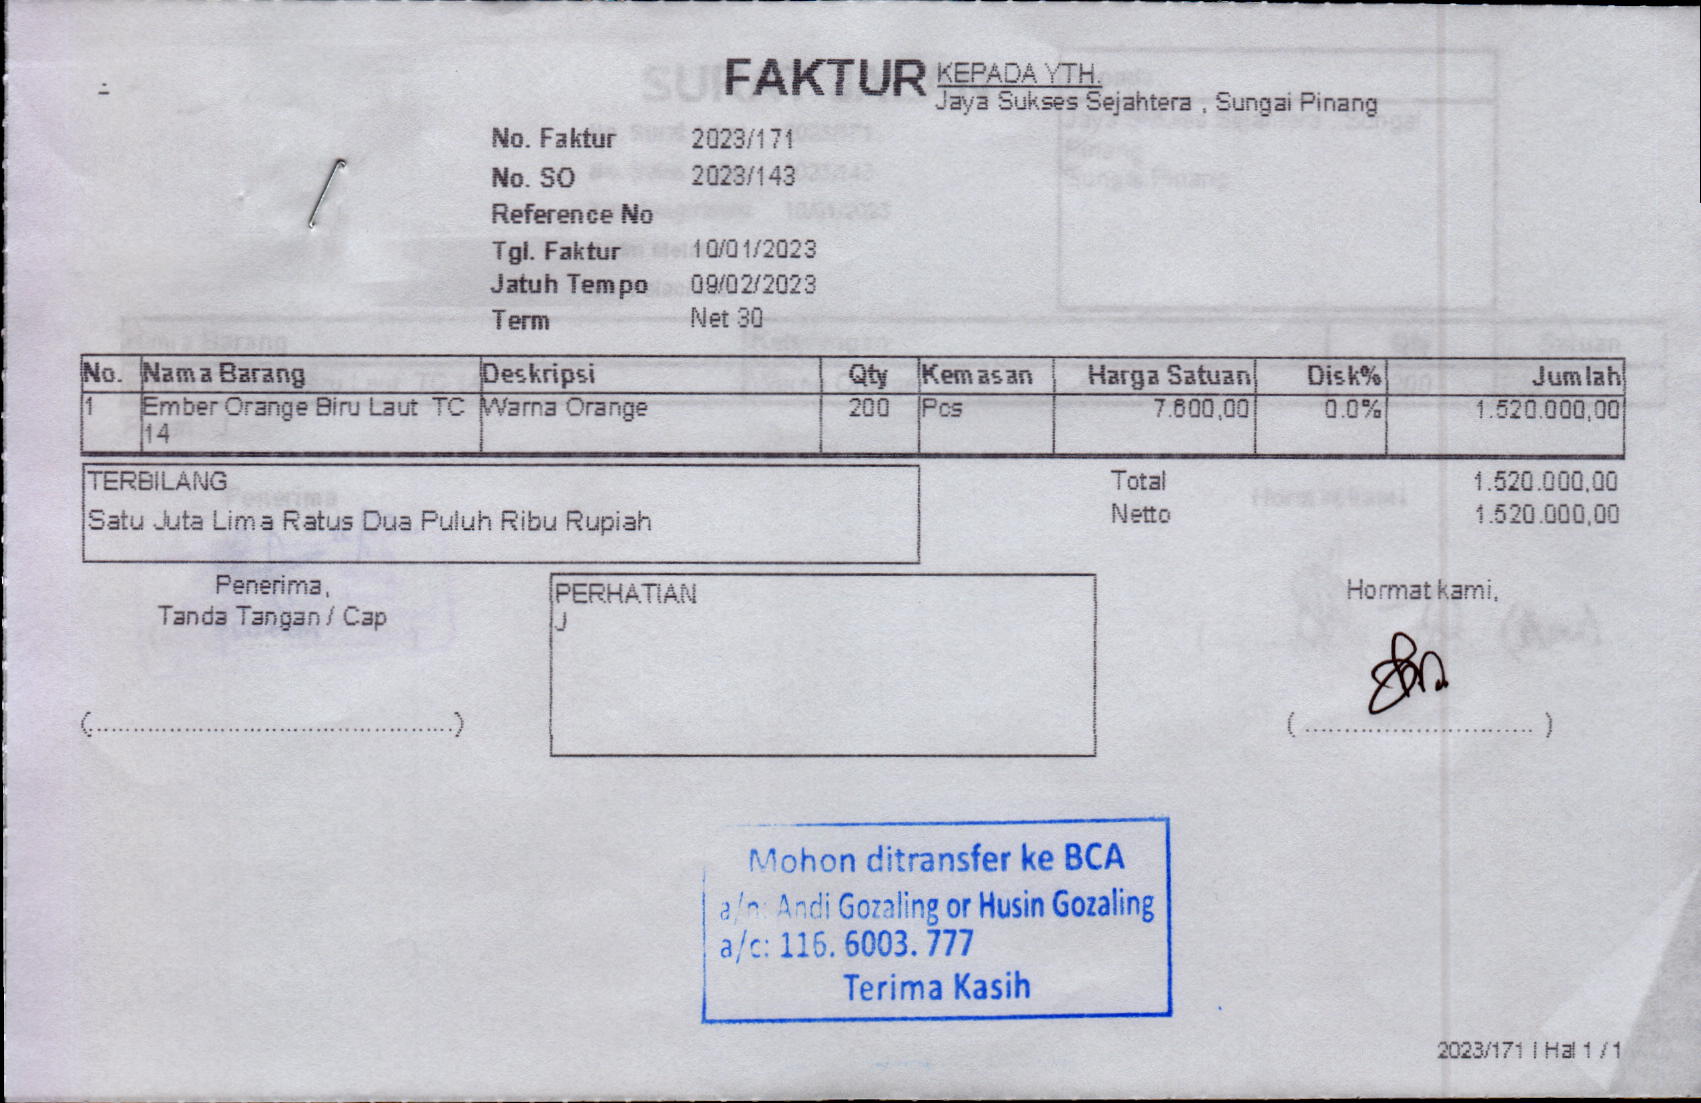 FAKTUR
KEPADA YTH.
Jaya Sukses Sejahtera , Sungai Pinang
No. Faktur 2023/171
No. SO 2023/143
Reference No
Tgl. Faktur 10/01/2023
Jatuh Tempo 09/02/2023
Term Net 30
No. Nama Barang Deskripsi Qty Kemasan Harga Satuan Disk% Jumlah
1 Ember Orange Biru Laut TC Warna Orange 200 Pcs 7.600,00 0.0% 1.520.000,00
14
TERBILANG
Satu Juta Lima Ratus Dua Puluh Ribu Rupiah
Total 1.520.000,00
Netto 1.520.000,00
Penerima,
Tanda Tangan / Cap
PERHATIAN
J
Hormat kami,
(................................................)
( ............................. )
Mohon ditransfer ke BCA
a/n: Andi Gozaling or Husin Gozaling
a/c: 116. 6003. 777
Terima Kasih
2023/171 | Hal 1 / 1